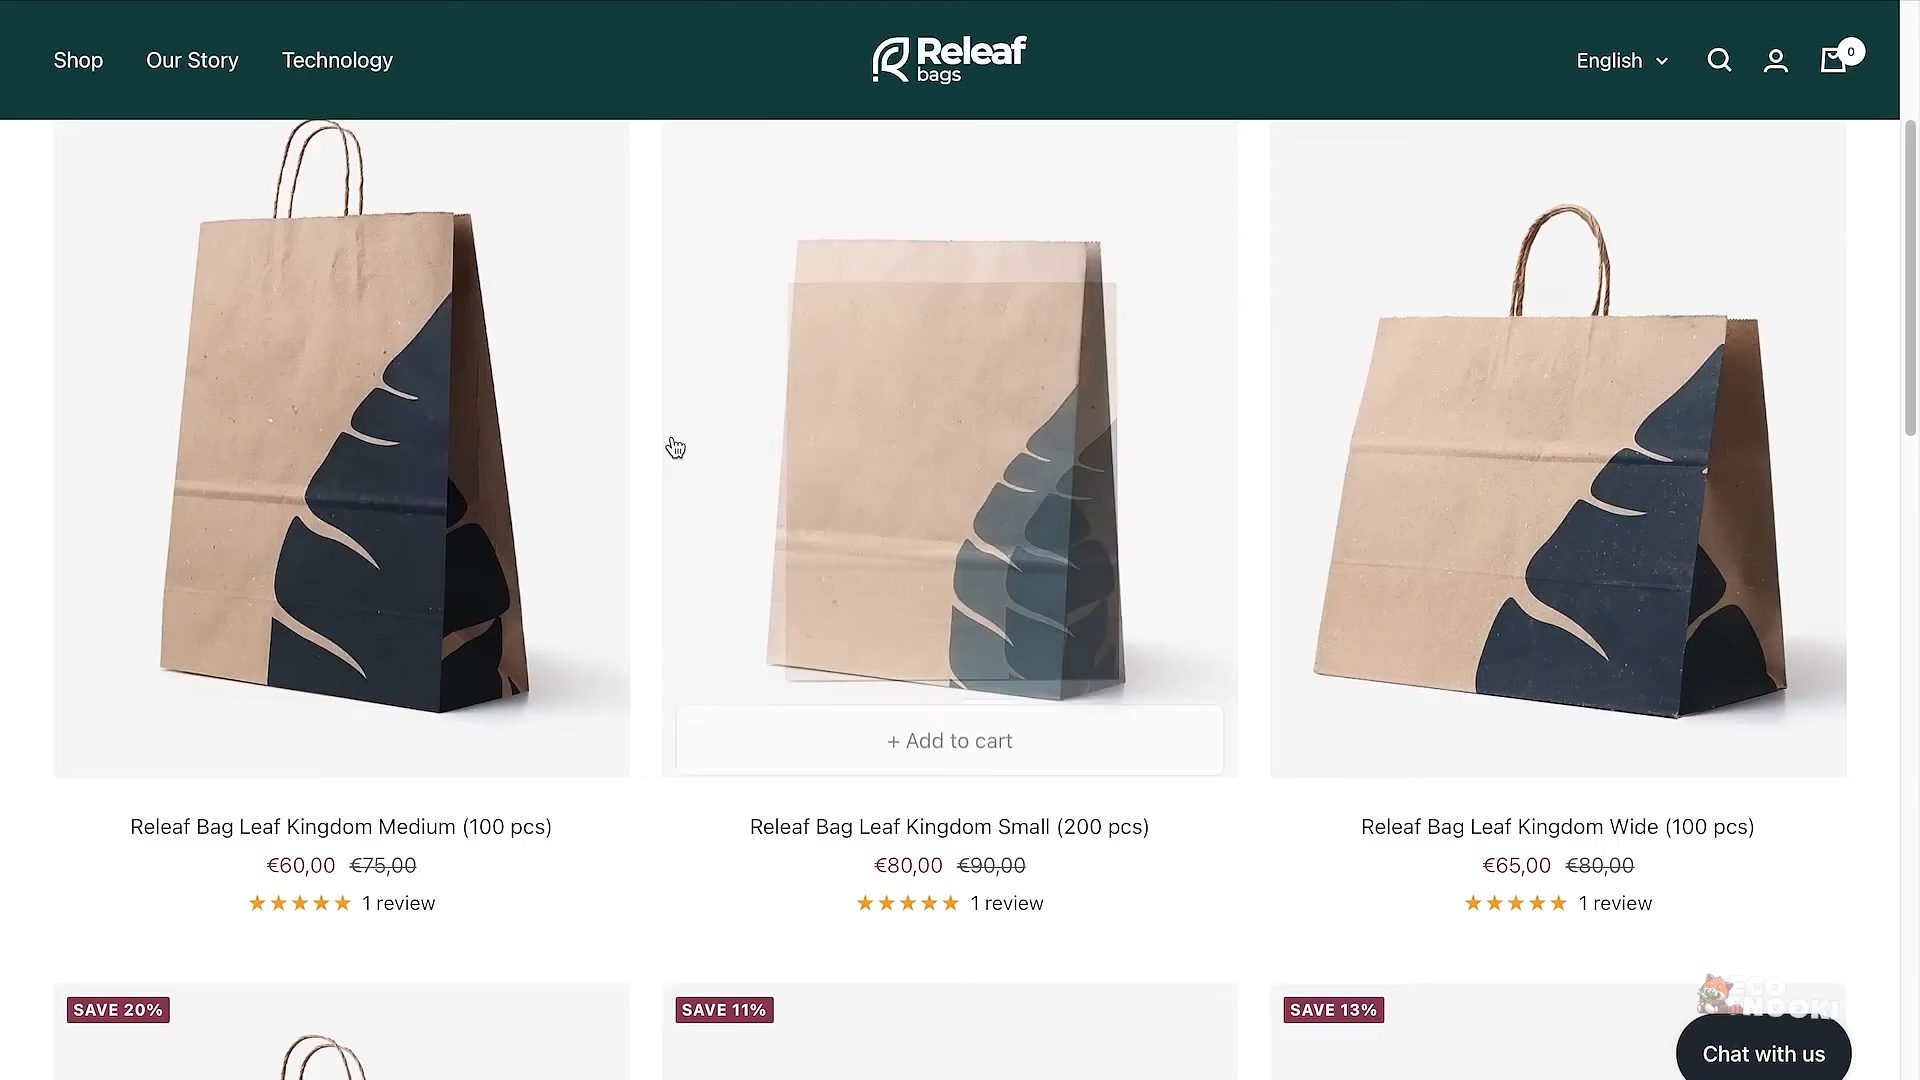 Shop Our Story Technology
Releaf
bags
English
0
+ Add to cart
Releaf Bag Leaf Kingdom Medium (100 pcs)
€60,00 €75,00
1 review
Releaf Bag Leaf Kingdom Small (200 pcs)
€80,00 €90,00
1 review
Releaf Bag Leaf Kingdom Wide (100 pcs)
€65,00 €80,00
1 review
SAVE 20%
SAVE 11%
SAVE 13%
ECO
SNOOKI
Chat with us